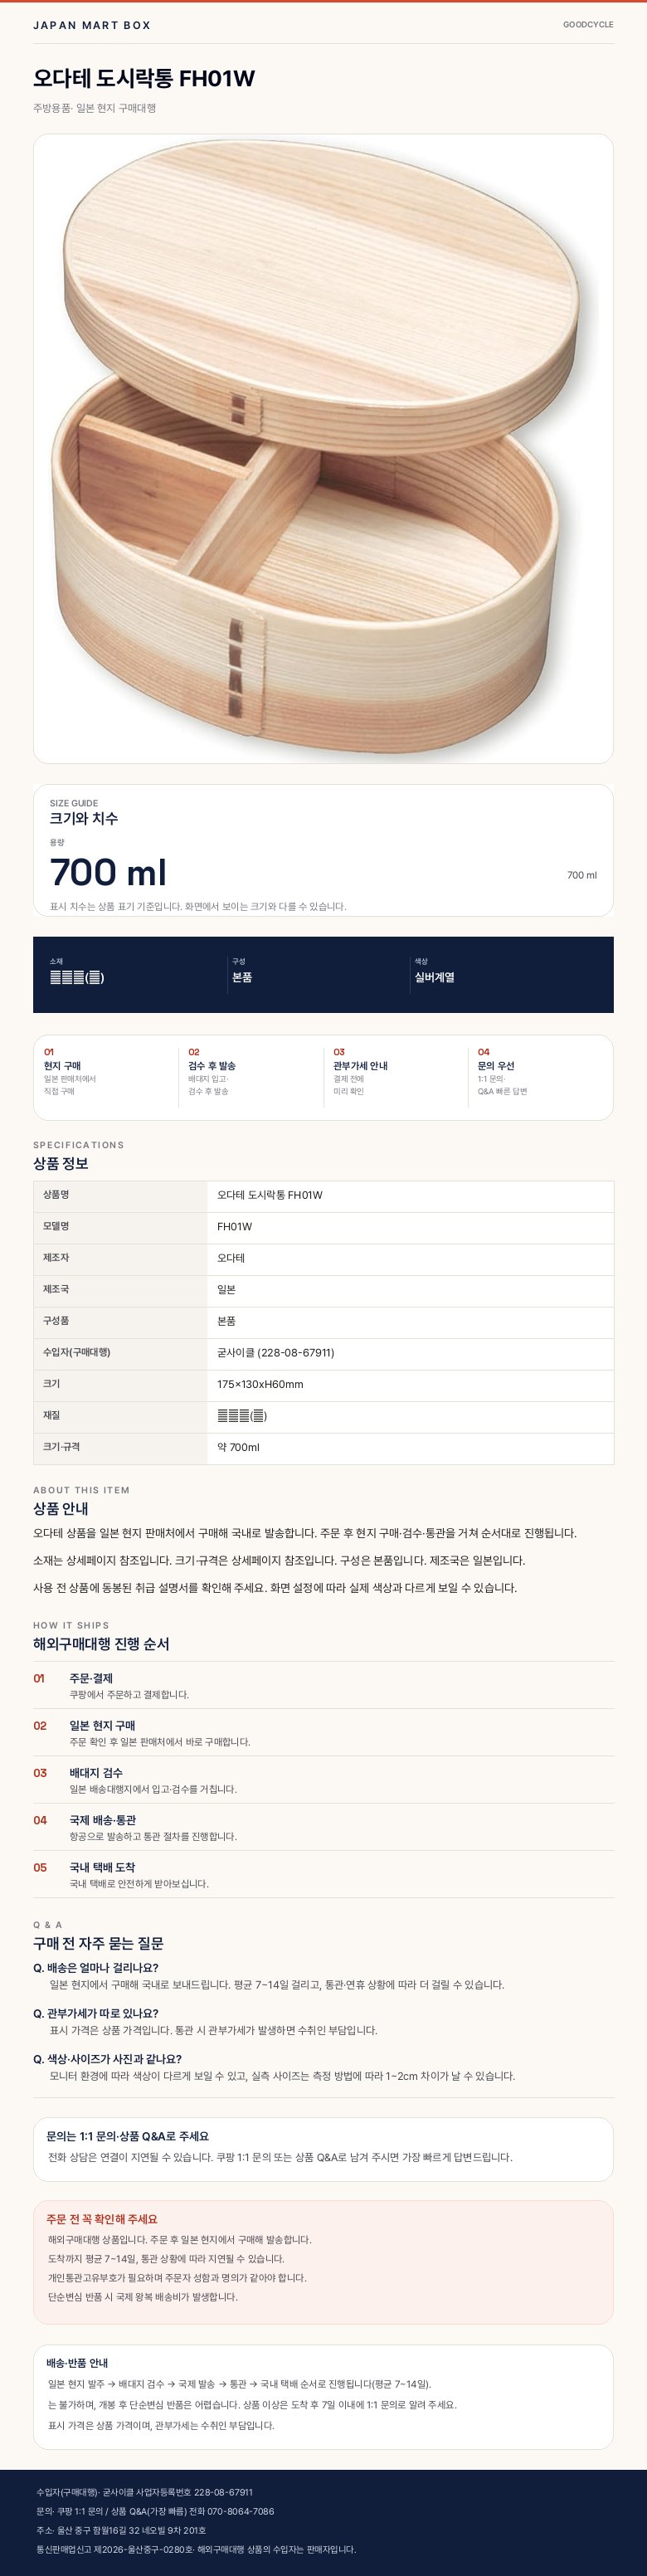 JAPAN MART BOX
GOODCYCLE
오다테 도시락통 FH01W
주방용품· 일본 현지 구매대행
SIZE GUIDE
크기와 치수
용량
700 ml
700 ml
표시 치수는 상품 표기 기준입니다. 화면에서 보이는 크기와 다를 수 있습니다.
소재
구성
본품
색상
실버계열
01
현지 구매
일본 판매처에서
직접 구매
02
검수 후 발송
배대지 입고·
검수 후 발송
03
관부가세 안내
결제 전에
미리 확인
04
문의 우선
1:1 문의·
Q&A 빠른 답변
SPECIFICATIONS
상품 정보
상품명 오다테 도시락통 FH01W
모델명 FH01W
제조자 오다테
제조국 일본
구성품 본품
수입자(구매대행) 굳사이클 (228-08-67911)
크기 175×130xH60mm
재질
크기·규격 약 700ml
ABOUT THIS ITEM
상품 안내
오다테 상품을 일본 현지 판매처에서 구매해 국내로 발송합니다. 주문 후 현지 구매·검수·통관을 거쳐 순서대로 진행됩니다.
소재는 상세페이지 참조입니다. 크기·규격은 상세페이지 참조입니다. 구성은 본품입니다. 제조국은 일본입니다.
사용 전 상품에 동봉된 취급 설명서를 확인해 주세요. 화면 설정에 따라 실제 색상과 다르게 보일 수 있습니다.
HOW IT SHIPS
해외구매대행 진행 순서
01 주문·결제
쿠팡에서 주문하고 결제합니다.
02 일본 현지 구매
주문 확인 후 일본 판매처에서 바로 구매합니다.
03 배대지 검수
일본 배송대행지에서 입고·검수를 거칩니다.
04 국제 배송·통관
항공으로 발송하고 통관 절차를 진행합니다.
05 국내 택배 도착
국내 택배로 안전하게 받아보십니다.
Q & A
구매 전 자주 묻는 질문
Q. 배송은 얼마나 걸리나요?
일본 현지에서 구매해 국내로 보내드립니다. 평균 7~14일 걸리고, 통관·연휴 상황에 따라 더 걸릴 수 있습니다.
Q. 관부가세가 따로 있나요?
표시 가격은 상품 가격입니다. 통관 시 관부가세가 발생하면 수취인 부담입니다.
Q. 색상·사이즈가 사진과 같나요?
모니터 환경에 따라 색상이 다르게 보일 수 있고, 실측 사이즈는 측정 방법에 따라 1~2cm 차이가 날 수 있습니다.
문의는 1:1 문의·상품 Q&A로 주세요
전화 상담은 연결이 지연될 수 있습니다. 쿠팡 1:1 문의 또는 상품 Q&A로 남겨 주시면 가장 빠르게 답변드립니다.
주문 전 꼭 확인해 주세요
해외구매대행 상품입니다. 주문 후 일본 현지에서 구매해 발송합니다.
도착까지 평균 7~14일, 통관 상황에 따라 지연될 수 있습니다.
개인통관고유부호가 필요하며 주문자 성함과 명의가 같아야 합니다.
단순변심 반품 시 국제 왕복 배송비가 발생합니다.
배송·반품 안내
일본 현지 발주 → 배대지 검수 → 국제 발송 → 통관 → 국내 택배 순서로 진행됩니다(평균 7~14일).
는 불가하며, 개봉 후 단순변심 반품은 어렵습니다. 상품 이상은 도착 후 7일 이내에 1:1 문의로 알려 주세요.
표시 가격은 상품 가격이며, 관부가세는 수취인 부담입니다.
수입자(구매대행)· 굳사이클 사업자등록번호 228-08-67911
문의· 쿠팡 1:1 문의 / 상품 Q&A(가장 빠름) 전화 070-8064-7086
주소· 울산 중구 함월16길 32 네오빌 9차 201호
통신판매업신고 제2026-울산중구-0280호· 해외구매대행 상품의 수입자는 판매자입니다.